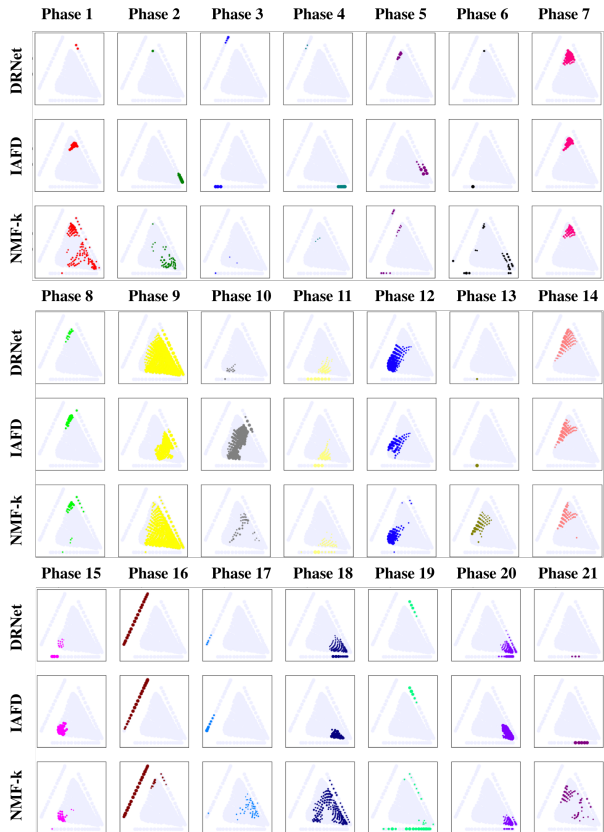 Phase 1 Phase 2 Phase 3 Phase 4 Phase 5 Phase 6 Phase 7
DRNet
IAFD
NMF-k
Phase 8 Phase 9 Phase 10 Phase 11 Phase 12 Phase 13 Phase 14
DRNet
IAFD
NMF-k
Phase 15 Phase 16 Phase 17 Phase 18 Phase 19 Phase 20 Phase 21
DRNet
IAFD
NMF-k